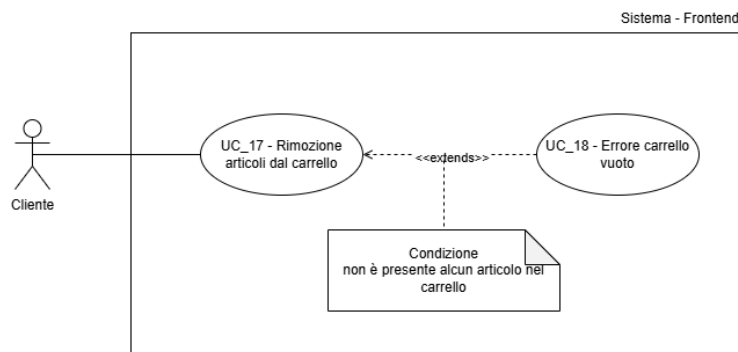 Sistema - Frontend
UC_17 - Rimozione
articoli dal carrello
<<extends>>
UC_18 - Errore carrello
vuoto
Cliente
Condizione
non è presente alcun articolo nel
carrello